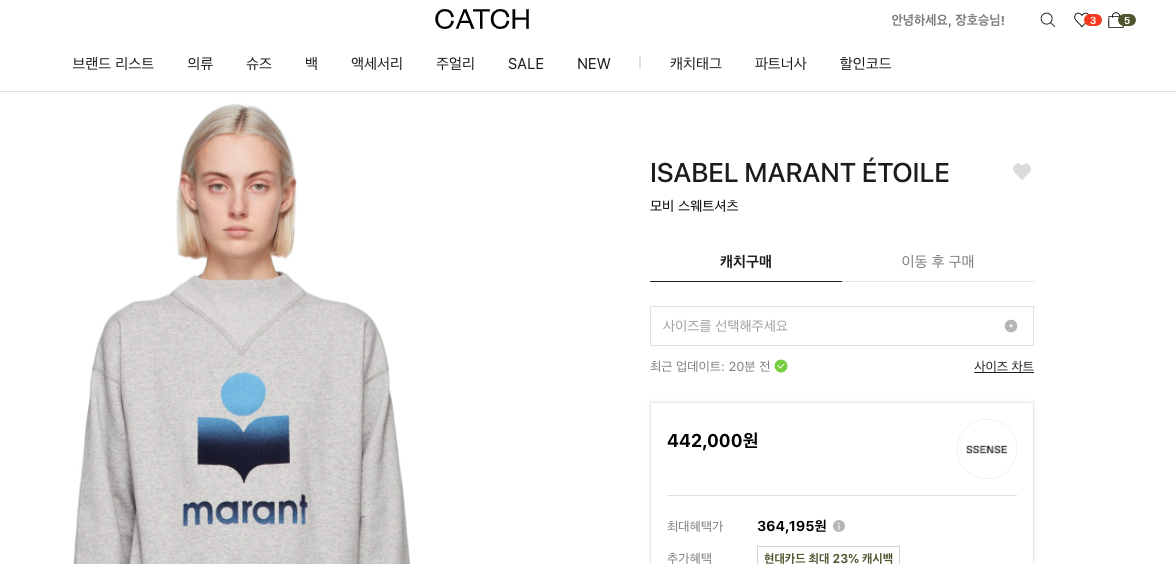 CATCH
안녕하세요, 장호승님!
3
5
브랜드 리스트 의류 슈즈 백 액세서리 주얼리 SALE NEW 캐치태그 파트너사 할인코드
ISABEL MARANT ÉTOILE
모비 스웨트셔츠
캐치구매 이동 후 구매
사이즈를 선택해주세요
최근 업데이트: 20분 전 사이즈 차트
442,000원
SSENSE
최대혜택가 364,195원
추가혜택 현대카드 최대 23% 캐시백
marant